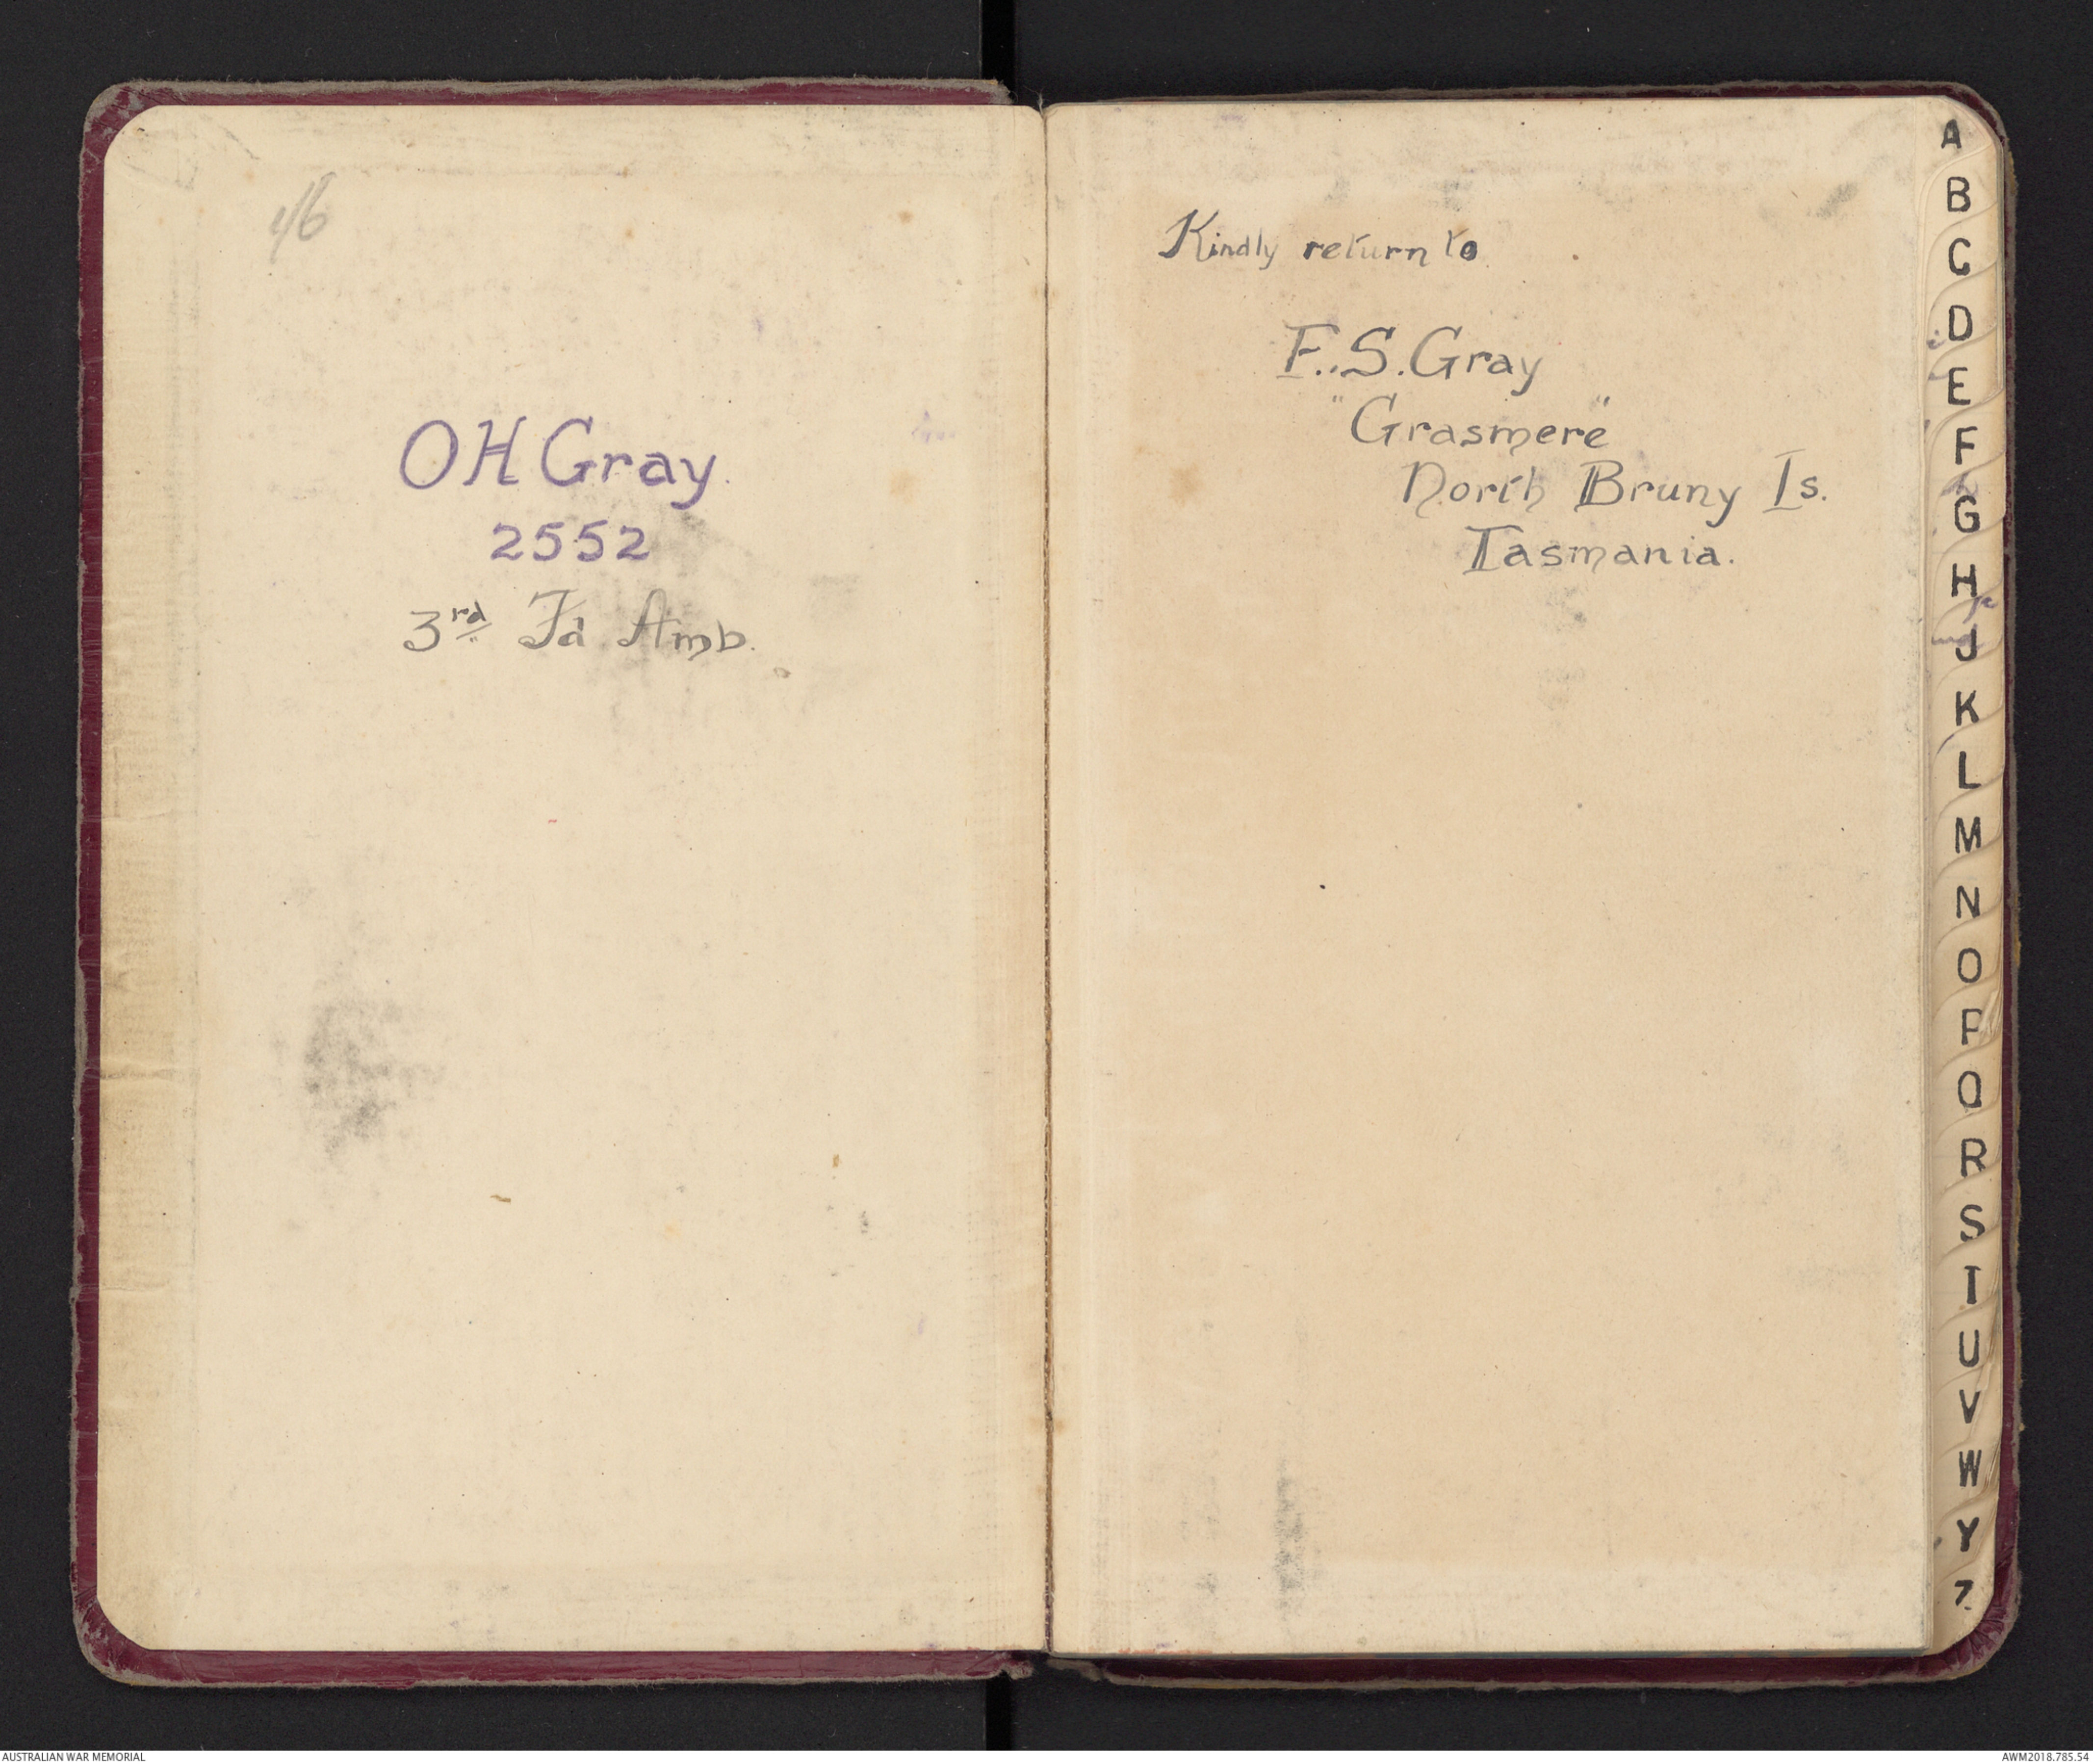 46
OH Gray.
2552
3rd Fd Amb.
Kindly return to
F.S. Gray
"Grasmere"
North Bruny Is.
Tasmania.
A
B
C
D
E
F
G
H
J
K
L
M
N
O
P
Q
R
S
T
U
V
W
Y
Z
AUSTRALIAN WAR MEMORIAL
AWM2018.785.54